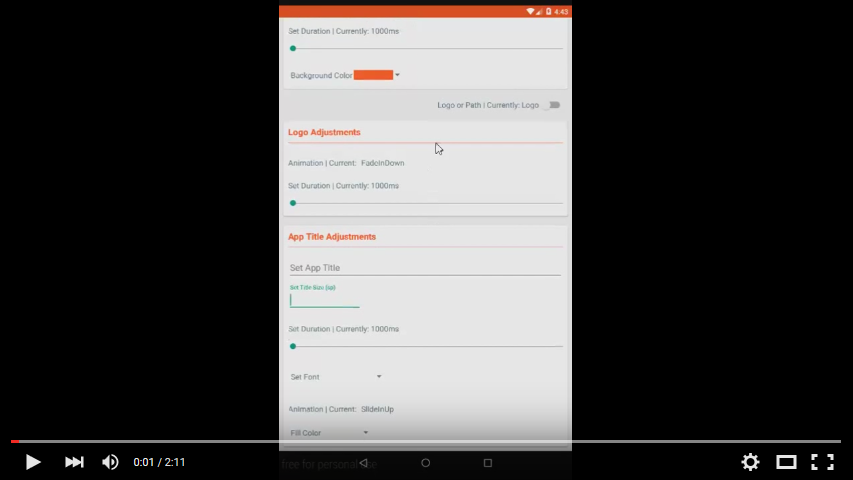 4:43
Set Duration | Currently: 1000ms
Background Color
Logo or Path | Currently: Logo
Logo Adjustments
Animation | Current: FadeInDown
Set Duration | Currently: 1000ms
App Title Adjustments
Set App Title
Set Title Size (sp)
Set Duration | Currently: 1000ms
Set Font
Animation | Current: SlideInUp
Fill Color
free for personal use
0:01 / 2:11